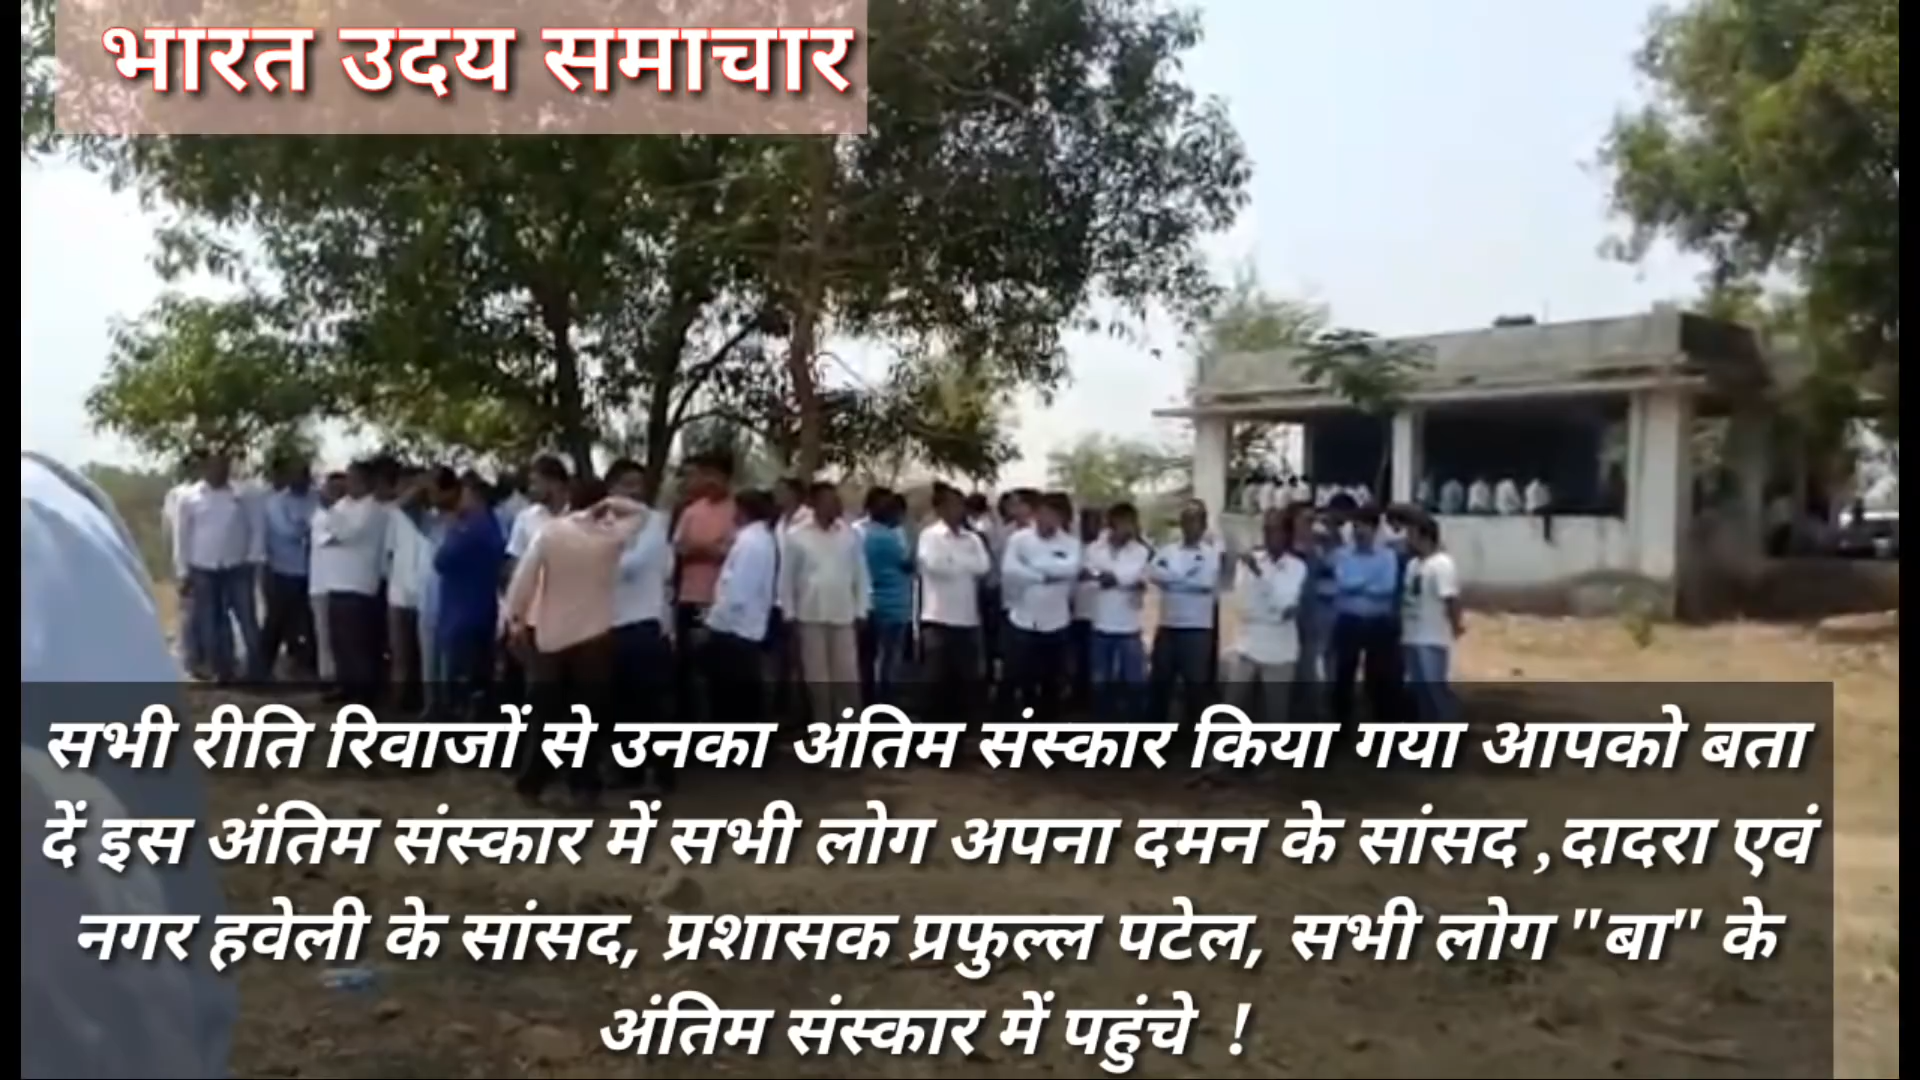 भारत उदय समाचार
सभी रीति रिवाजों से उनका अंतिम संस्कार किया गया आपको बता
दें इस अंतिम संस्कार में सभी लोग अपना दमन के सांसद ,दादरा एवं
नगर हवेली के सांसद, प्रशासक प्रफुल्ल पटेल, सभी लोग "बा" के
अंतिम संस्कार में पहुंचे !